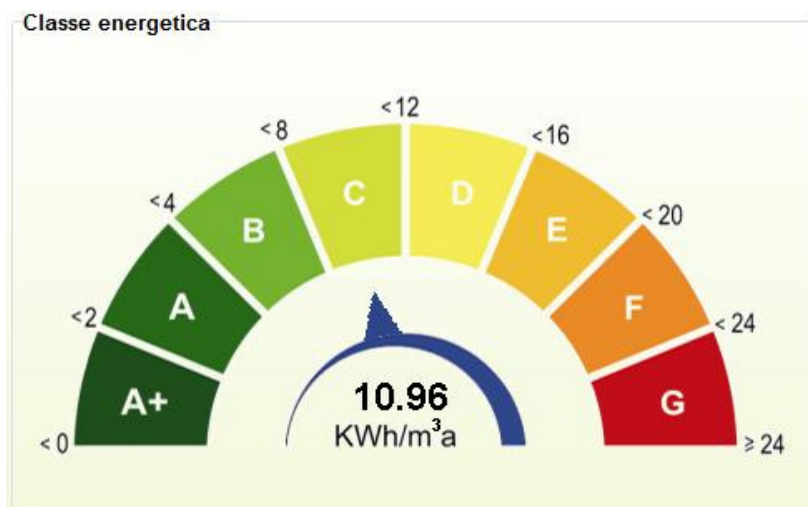 Classe energetica
<12
<8
<16
C
D
<4
< 20
B
E
A
F
<2
< 24
A+
10.96
G
KWh/m³a
< 0
≥ 24